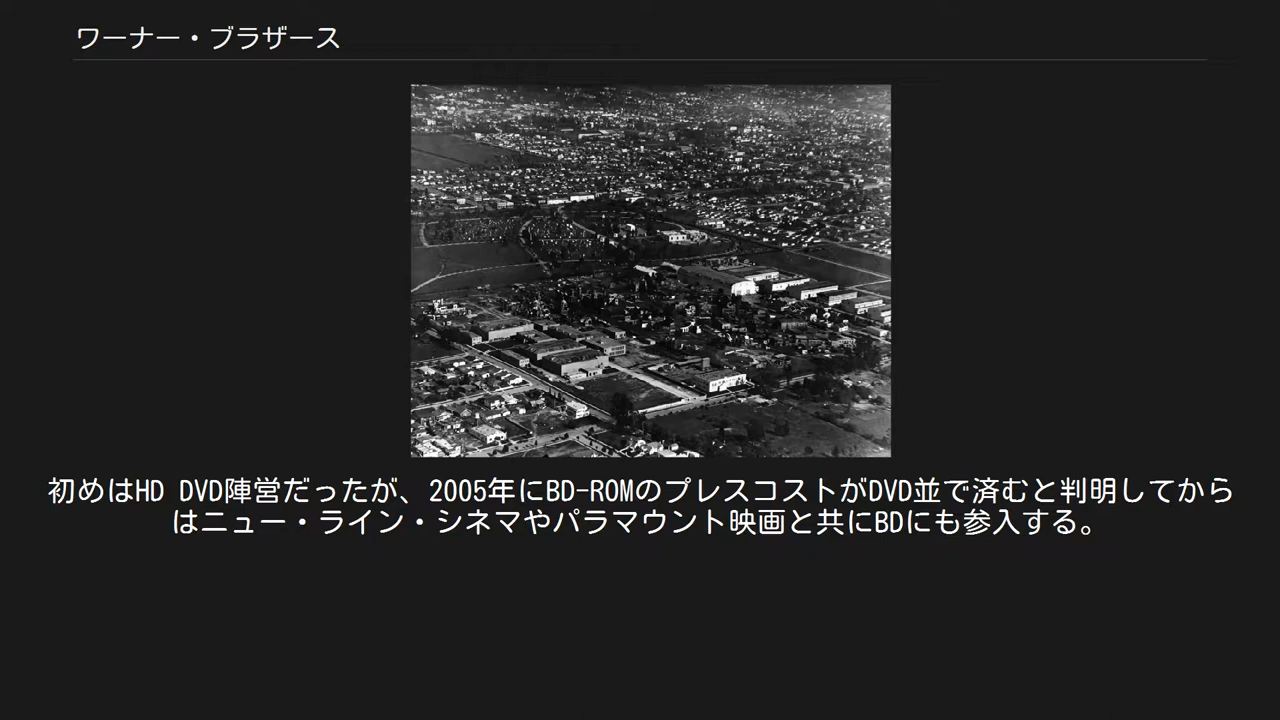 ワーナー・ブラザース
初めはHD DVD陣営だったが、2005年にBD-ROMのプレスコストがDVD並で済むと判明してから
はニュー・ライン・シネマやパラマウント映画と共にBDにも参入する。